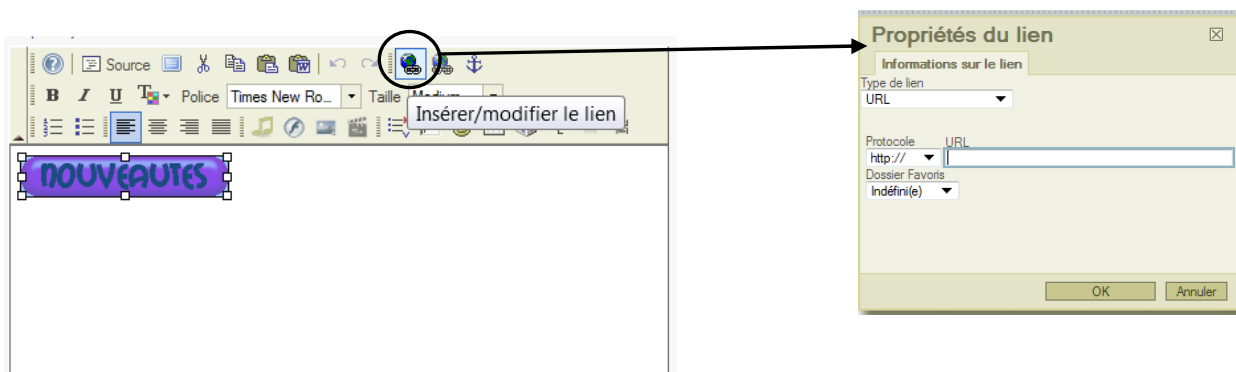 Source
B I U Police Times New Ro... Taille Medium
Insérer/modifier le lien
NOUVEAUTES
Propriétés du lien
Informations sur le lien
Type de lien
URL
Protocole URL
http://
Dossier Favoris
Indéfini(e)
OK Annuler